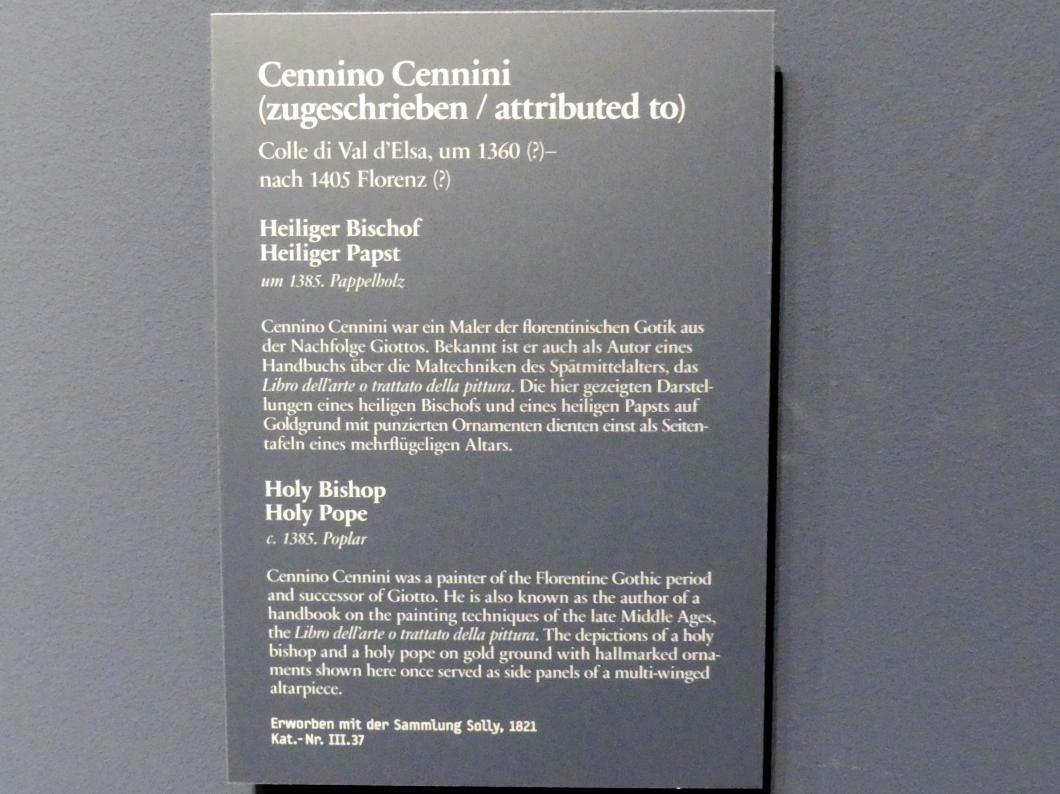 Cennino Cennini
(zugeschrieben / attributed to)
Colle di Val d'Elsa, um 1360 (?)–
nach 1405 Florenz (?)
Heiliger Bischof
Heiliger Papst
um 1385. Pappelholz
Cennino Cennini war ein Maler der florentinischen Gotik aus
der Nachfolge Giottos. Bekannt ist er auch als Autor eines
Handbuchs über die Maltechniken des Spätmittelalters, das
Libro dell'arte o trattato della pittura. Die hier gezeigten Darstel-
lungen eines heiligen Bischofs und eines heiligen Papsts auf
Goldgrund mit punzierten Ornamenten dienten einst als Seiten-
tafeln eines mehrflügeligen Altars.
Holy Bishop
Holy Pope
c. 1385. Poplar
Cennino Cennini was a painter of the Florentine Gothic period
and successor of Giotto. He is also known as the author of a
handbook on the painting techniques of the late Middle Ages,
the Libro dell'arte o trattato della pittura. The depictions of a holy
bishop and a holy pope on gold ground with hallmarked orna-
ments shown here once served as side panels of a multi-winged
altarpiece.
Erworben mit der Sammlung Solly, 1821
Kat.-Nr. III.37